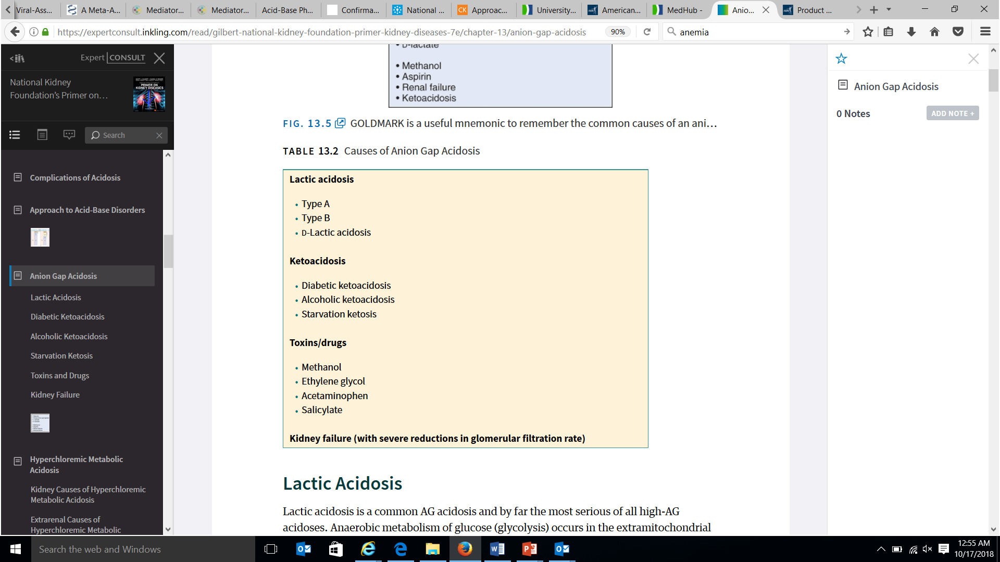 Viral-Ass...
A Meta-A...
Mediator...
Mediator...
Acid-Base Ph...
Confirma...
National ...
CK Approac...
University...
American...
MedHub -
Anio...
Product ...
https://expertconsult.inkling.com/read/gilbert-national-kidney-foundation-primer-kidney-diseases-7e/chapter-13/anion-gap-acidosis
90%
anemia
Expert CONSULT
National Kidney
Foundation's Primer on...
PRIMER ON
KIDNEY DISEASES
Search
Complications of Acidosis
Approach to Acid-Base Disorders
Anion Gap Acidosis
Lactic Acidosis
Diabetic Ketoacidosis
Alcoholic Ketoacidosis
Starvation Ketosis
Toxins and Drugs
Kidney Failure
Hyperchloremic Metabolic
Acidosis
Kidney Causes of Hyperchloremic
Metabolic Acidosis
Extrarenal Causes of
Hyperchloremic Metabolic
• D-lactate
• Methanol
• Aspirin
• Renal failure
• Ketoacidosis
FIG. 13.5 GOLDMARK is a useful mnemonic to remember the common causes of an ani...
TABLE 13.2 Causes of Anion Gap Acidosis
Lactic acidosis
• Type A
• Type B
• D-Lactic acidosis
Ketoacidosis
• Diabetic ketoacidosis
• Alcoholic ketoacidosis
• Starvation ketosis
Toxins/drugs
• Methanol
• Ethylene glycol
• Acetaminophen
• Salicylate
Kidney failure (with severe reductions in glomerular filtration rate)
Lactic Acidosis
Lactic acidosis is a common AG acidosis and by far the most serious of all high-AG
acidoses. Anaerobic metabolism of glucose (glycolysis) occurs in the extramitochondrial
Anion Gap Acidosis
0 Notes
ADD NOTE +
Search the web and Windows
12:55 AM
10/17/2018